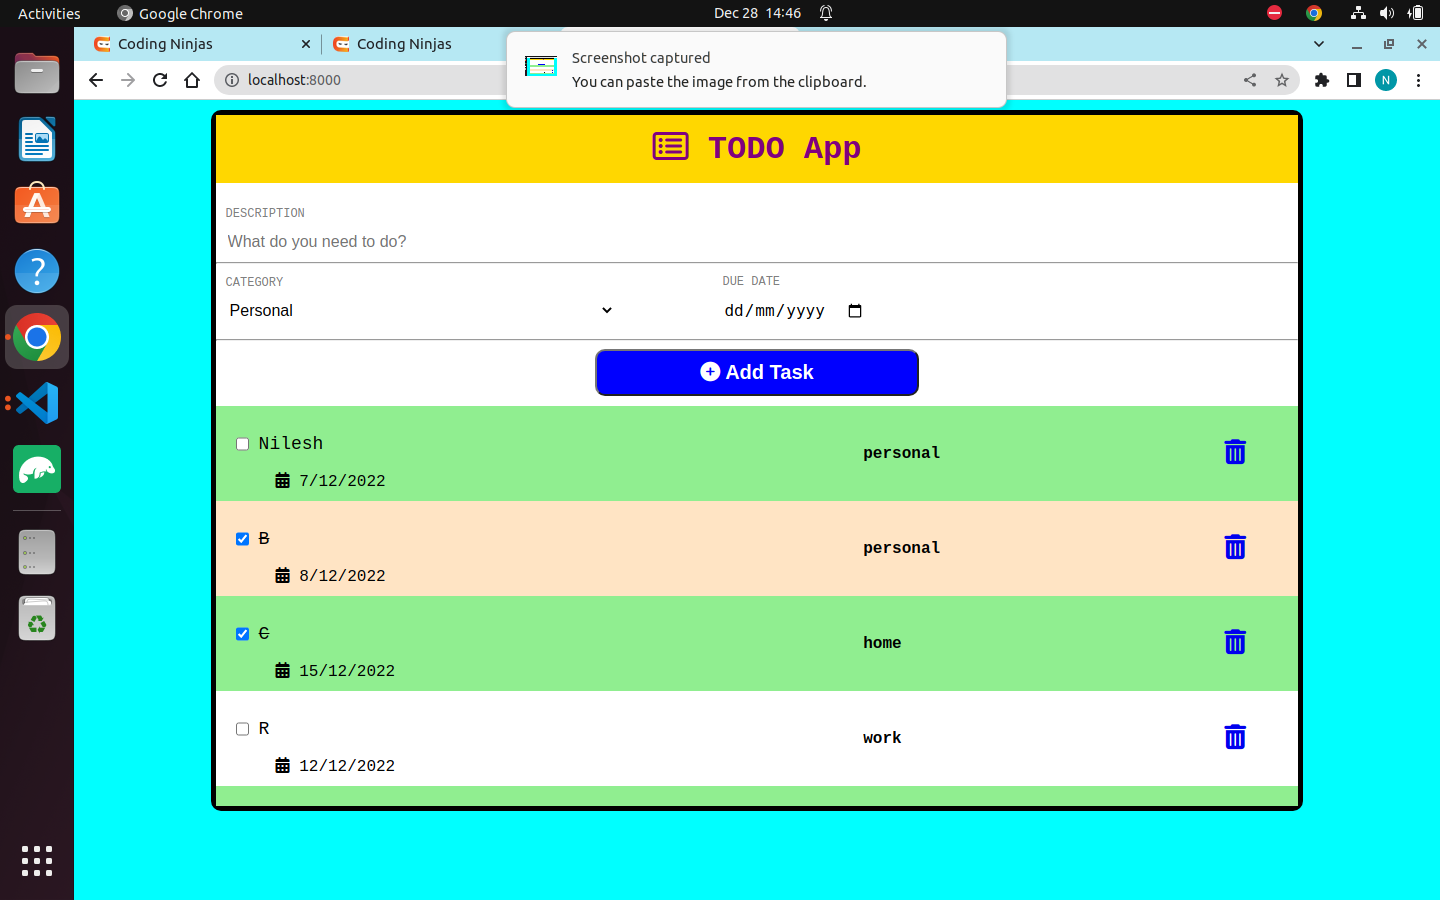 Activities
Google Chrome
Dec 28 14:46
Coding Ninjas
Coding Ninjas
Screenshot captured
You can paste the image from the clipboard.
localhost:8000
N
TODO App
DESCRIPTION
What do you need to do?
CATEGORY
DUE DATE
Personal
dd/mm/yyyy
Add Task
Nilesh
personal
7/12/2022
B
personal
8/12/2022
C
home
15/12/2022
R
work
12/12/2022